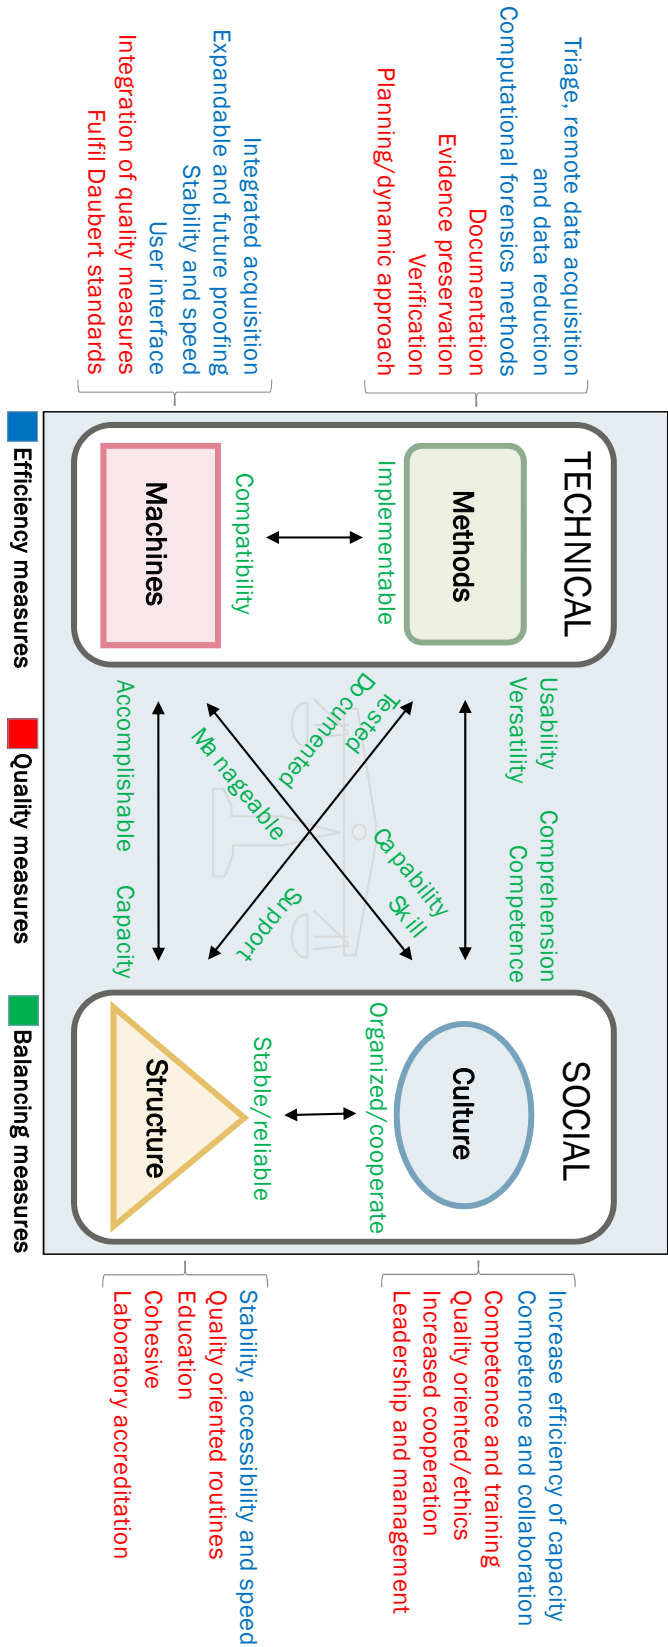 Triage, remote data acquisition
and data reduction
Computational forensics methods
Documentation
Evidence preservation
Verification
Planning/dynamic approach
Integrated acquisition
Expandable and future proofing
Stability and speed
User interface
Integration of quality measures
Fulfil Daubert standards
TECHNICAL
Methods
Implementable
Compatibility
Machines
Usability
Versatility
Comprehension
Competence
Tested
Documented
Capability
Skill
Manageable
Support
Accomplishable
Capacity
SOCIAL
Culture
Organized/cooperate
Stable/reliable
Structure
Increase efficiency of capacity
Competence and collaboration
Competence and training
Quality oriented/ethics
Increased cooperation
Leadership and management
Stability, accessibility and speed
Quality oriented routines
Education
Cohesive
Laboratory accreditation
Efficiency measures
Quality measures
Balancing measures